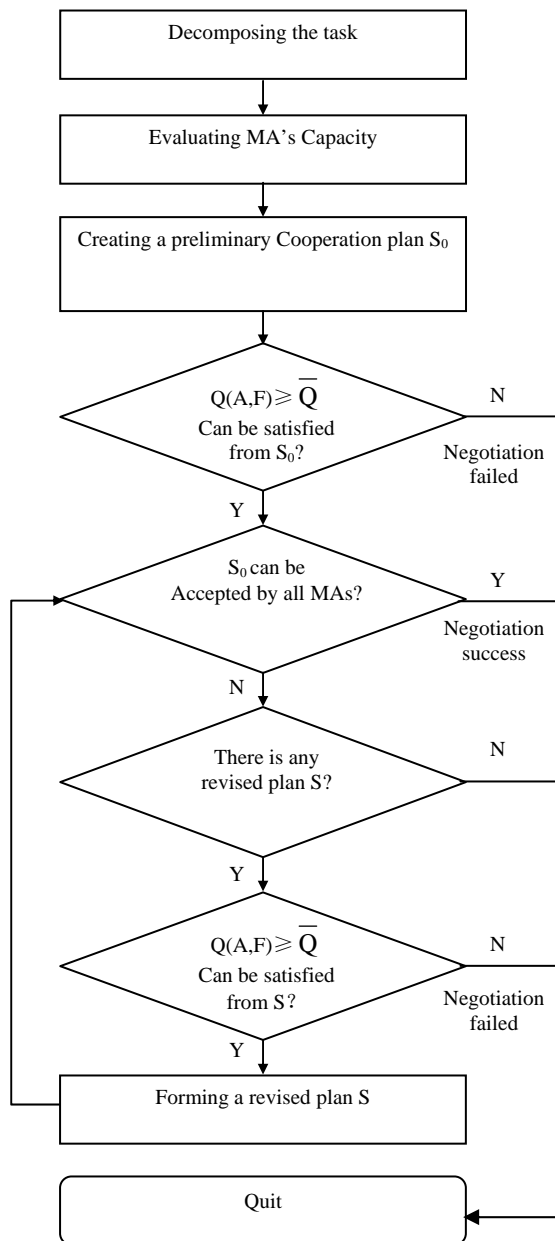 Decomposing the task
Evaluating MA’s Capacity
Creating a preliminary Cooperation plan S₀
Q(A,F)≥ Q̅
Can be satisfied
from S₀?
N
Negotiation
failed
Y
S₀ can be
Accepted by all MAs?
Y
Negotiation
success
N
There is any
revised plan S?
N
Y
Q(A,F)≥ Q̅
Can be satisfied
from S?
N
Negotiation
failed
Y
Forming a revised plan S
Quit